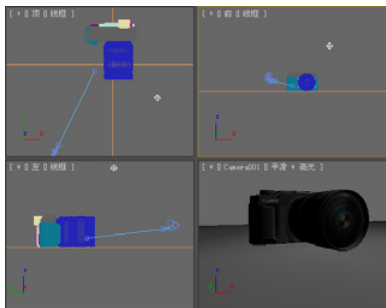 [ + ][ 顶 ][ 线框 ]
[ + ][ 前 ][ 线框 ]
[ + ][ 左 ][ 线框 ]
[ + ][ Camera001 ][ 平滑 + 高光 ]